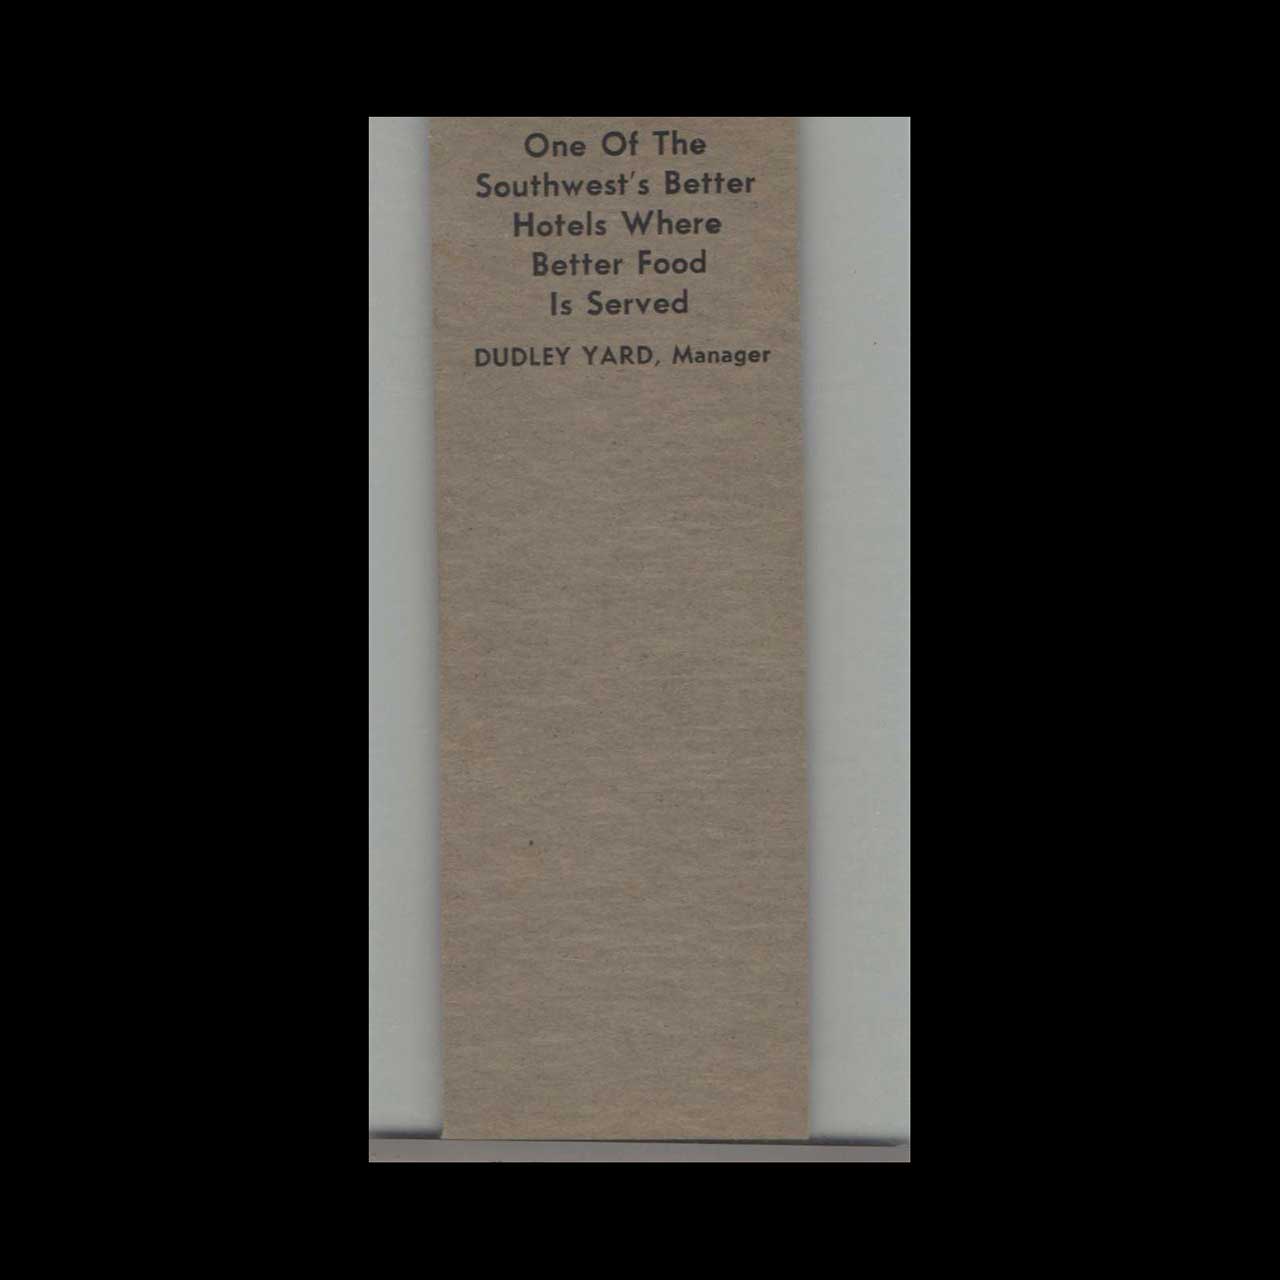 One Of The
Southwest's Better
Hotels Where
Better Food
Is Served
DUDLEY YARD, Manager